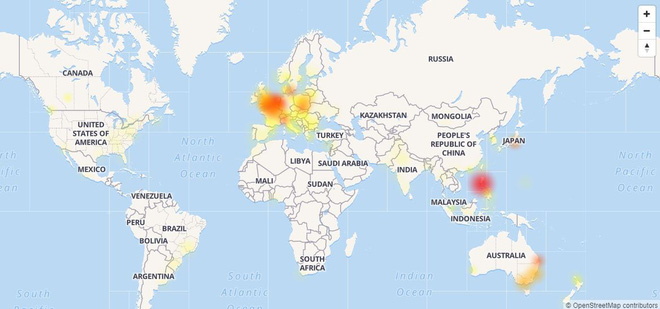 +
−
RUSSIA
CANADA
KAZAKHSTAN
MONGOLIA
UNITED
STATES OF
AMERICA
North
Atlantic
Ocean
TURKEY
PEOPLE'S
REPUBLIC OF
CHINA
JAPAN
North
Pacific
Ocean
North
Pacific
Ocean
MEXICO
LIBYA
SAUDI ARABIA
INDIA
MALI
SUDAN
VENEZUELA
MALAYSIA
INDONESIA
PERU
BRAZIL
BOLIVIA
AUSTRALIA
SOUTH
AFRICA
ARGENTINA
South
Atlantic
Indian
Ocean
South
South
© OpenStreetMap contributors